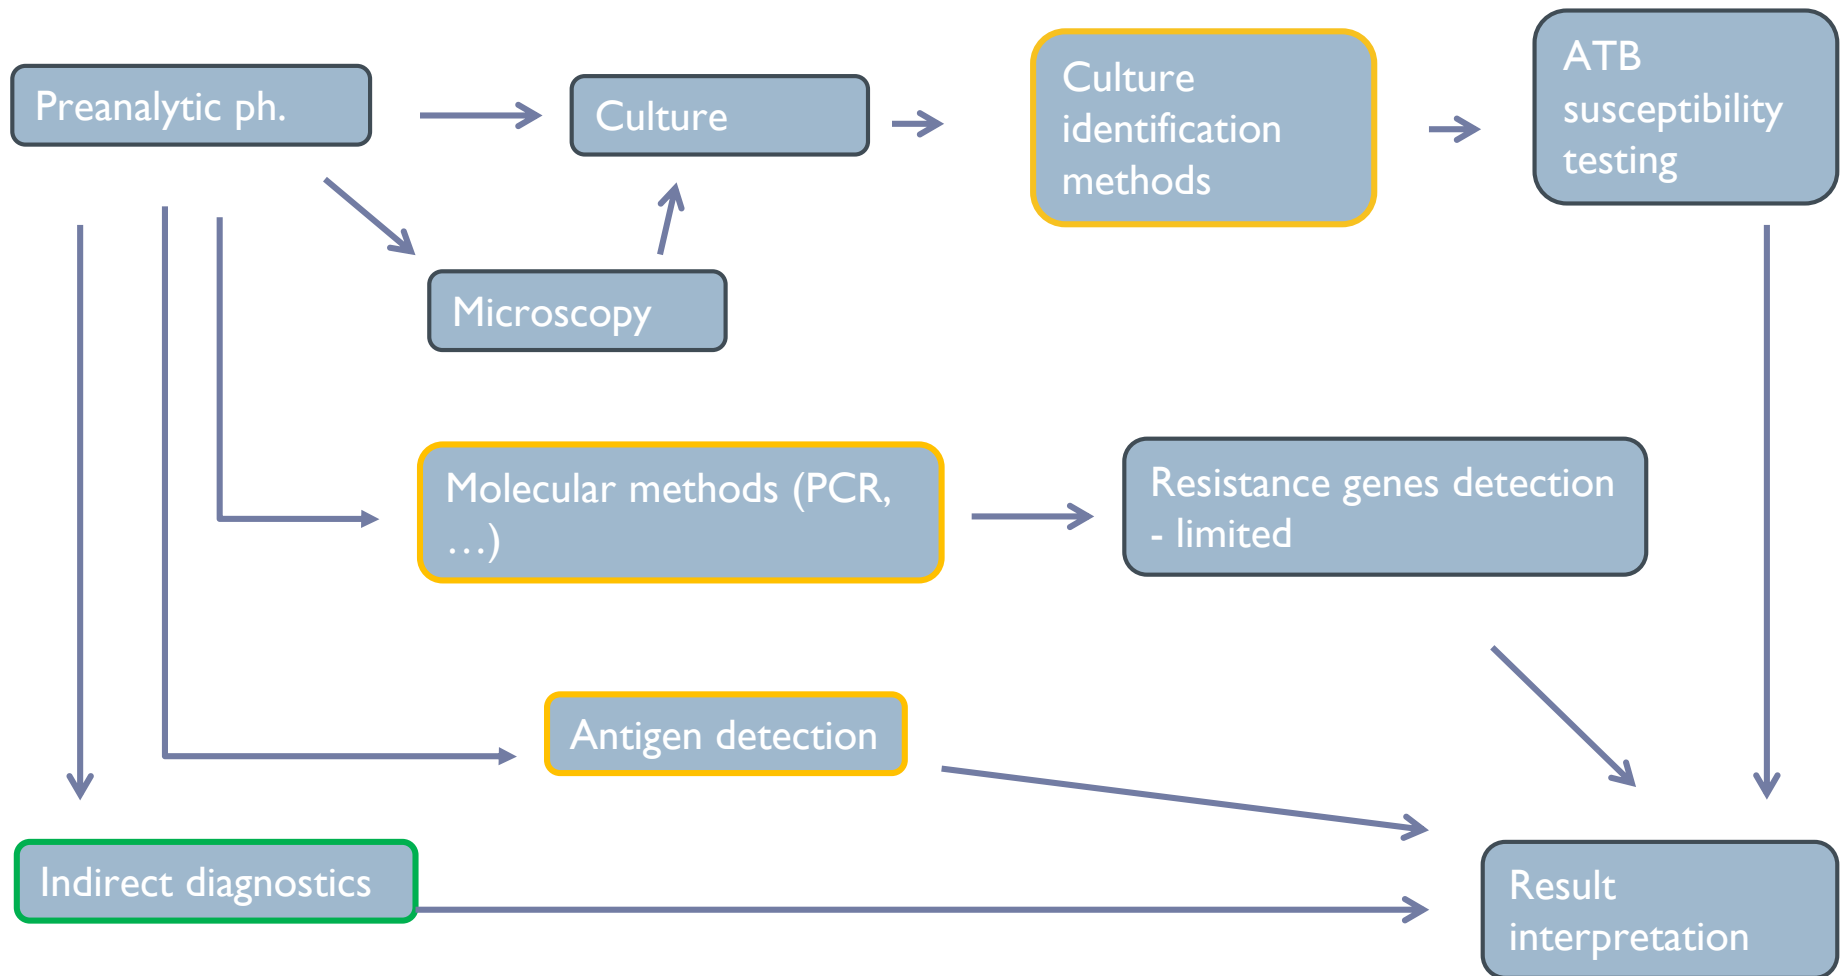 Preanalytic ph.
Culture
Culture
identification
methods
ATB
susceptibility
testing
Microscopy
Molecular methods (PCR,
…)
Resistance genes detection
- limited
Antigen detection
Indirect diagnostics
Result
interpretation